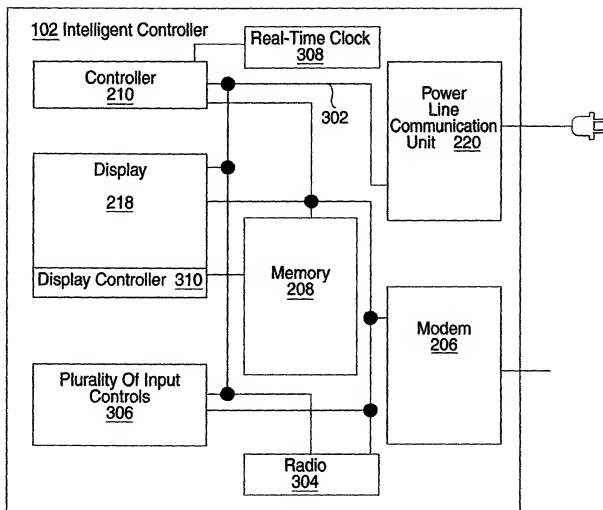 102 Intelligent Controller
Real-Time Clock
308
Controller
210
302
Power
Line
Communication
Unit 220
Display
218
Display Controller 310
Memory
208
Modem
206
Plurality Of Input
Controls
306
Radio
304